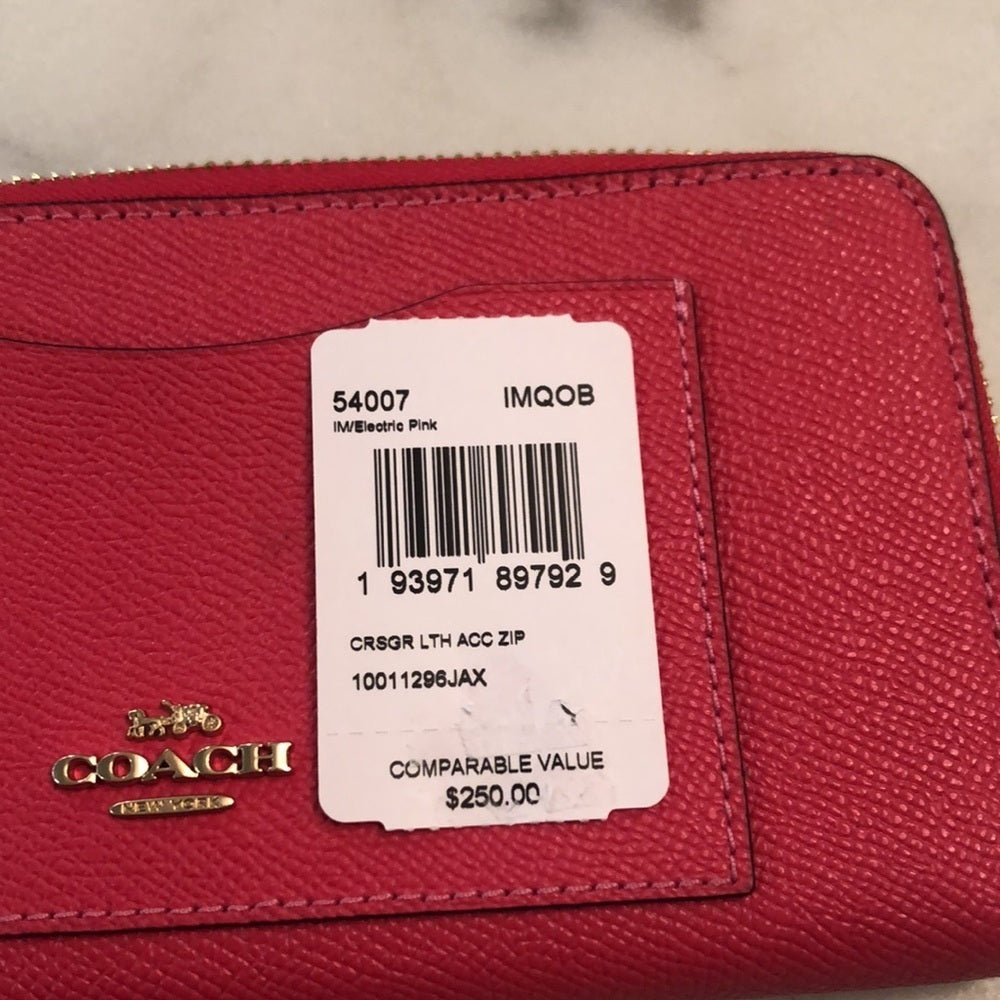 54007 IMQOB
IM/Electric Pink
1 93971 89792 9
CRSGR LTH ACC ZIP
10011296JAX
COMPARABLE VALUE
$250.00
COACH
NEW YORK